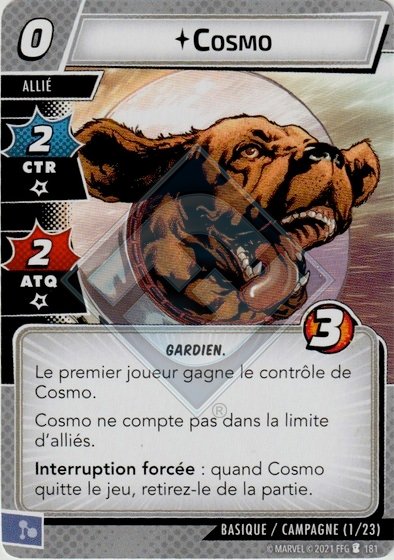 0
Cosmo
ALLIÉ
2
CTR
2
ATQ
3
GARDIEN.
Le premier joueur gagne le contrôle de
Cosmo.
Cosmo ne compte pas dans la limite
d'alliés.
Interruption forcée : quand Cosmo
quitte le jeu, retirez-le de la partie.
®
BASIQUE / CAMPAGNE (1/23)
© MARVEL © 2021 FFG 181